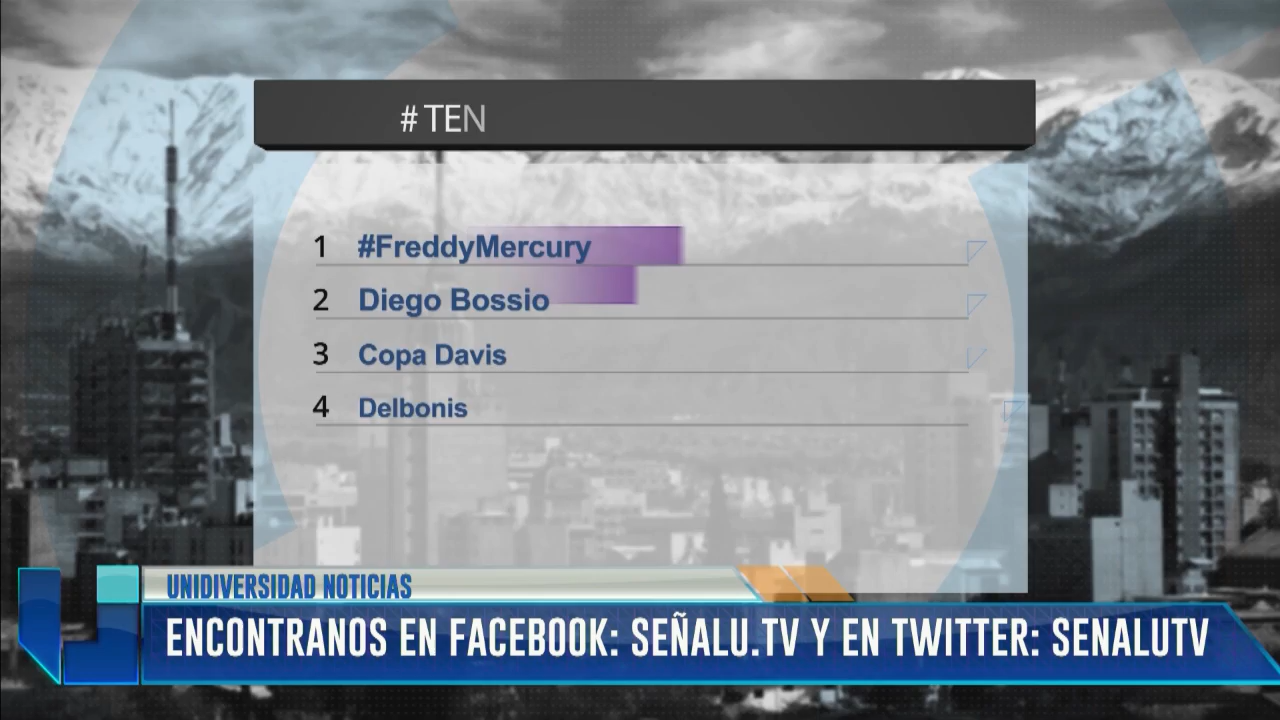 # TEN
1 #FreddyMercury
2 Diego Bossio
3 Copa Davis
4 Delbonis
UNIDIVERSIDAD NOTICIAS
ENCONTRANOS EN FACEBOOK: SEÑALU.TV Y EN TWITTER: SENALUTV